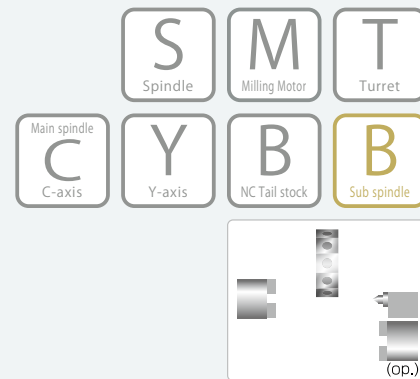 S
Spindle
M
Milling Motor
T
Turret
Main spindle
C
C-axis
Y
Y-axis
B
NC Tail stock
B
Sub spindle
(op.)